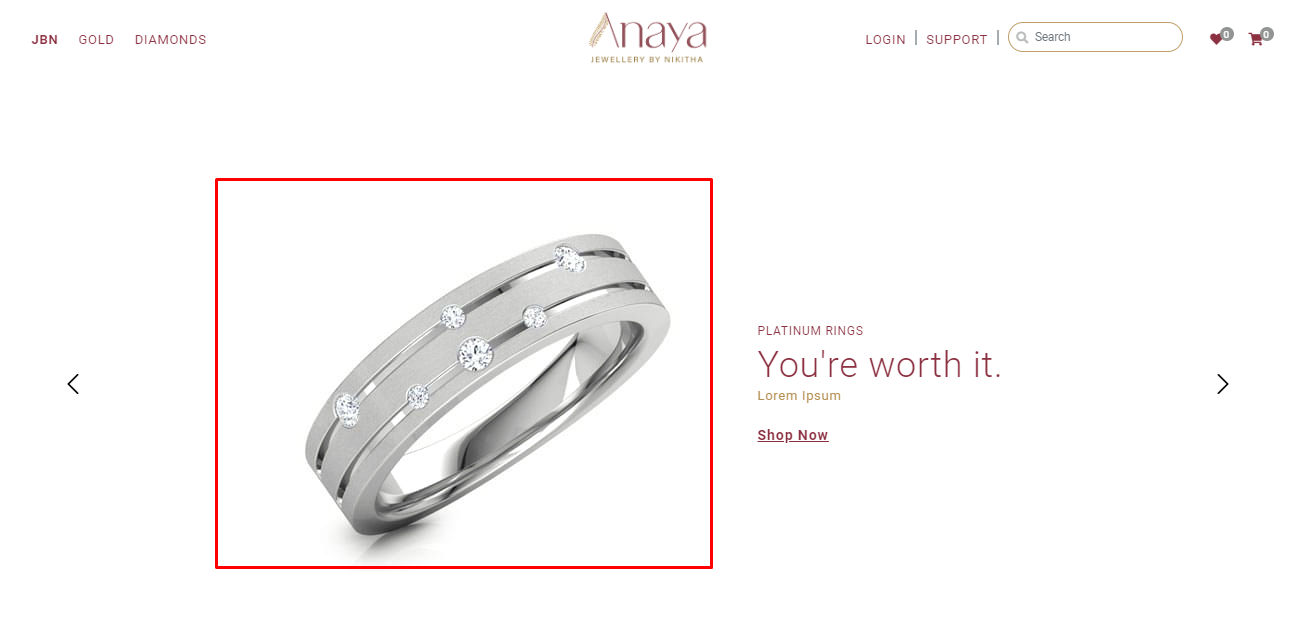 JBN GOLD DIAMONDS
Anaya
JEWELLERY BY NIKITHA
LOGIN | SUPPORT | Search 0 0
PLATINUM RINGS
You're worth it.
Lorem Ipsum
Shop Now